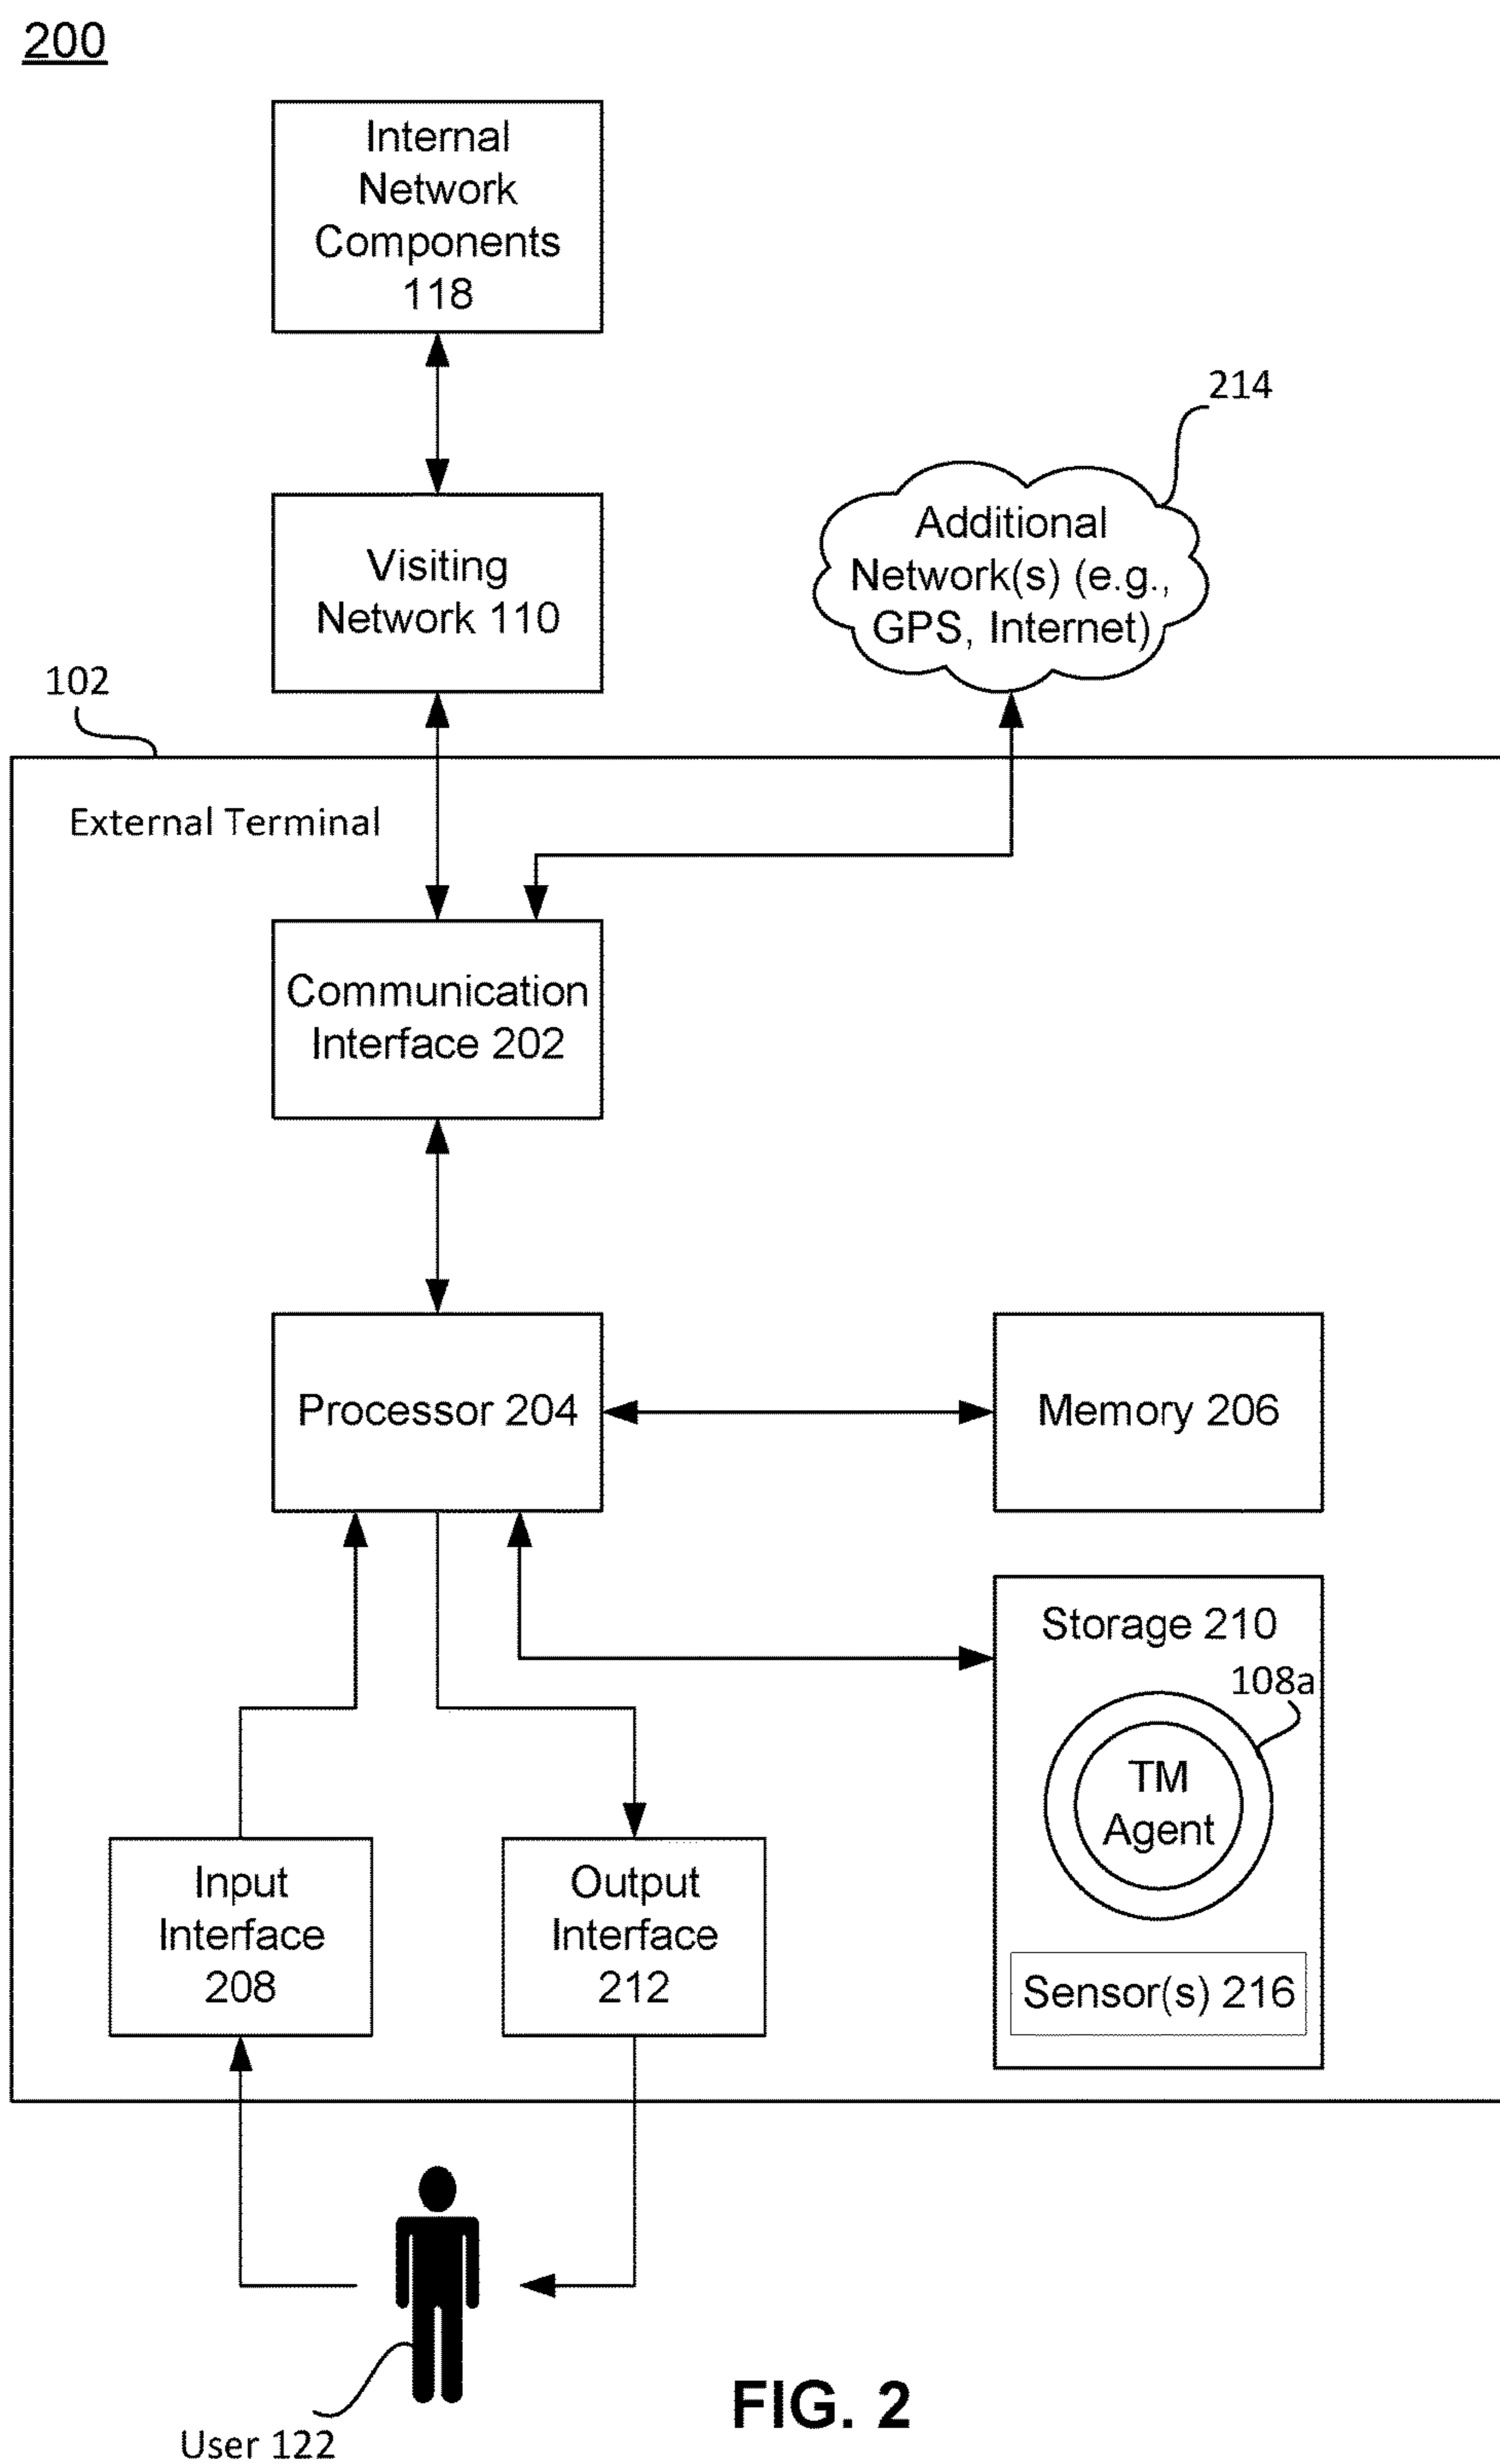 200
Internal
Network
Components
118
214
Additional
Network(s) (e.g.,
GPS, Internet)
Visiting
Network 110
102
External Terminal
Communication
Interface 202
Processor 204
Memory 206
Storage 210
108a
TM
Agent
Sensor(s) 216
Input
Interface
208
Output
Interface
212
User 122
FIG. 2